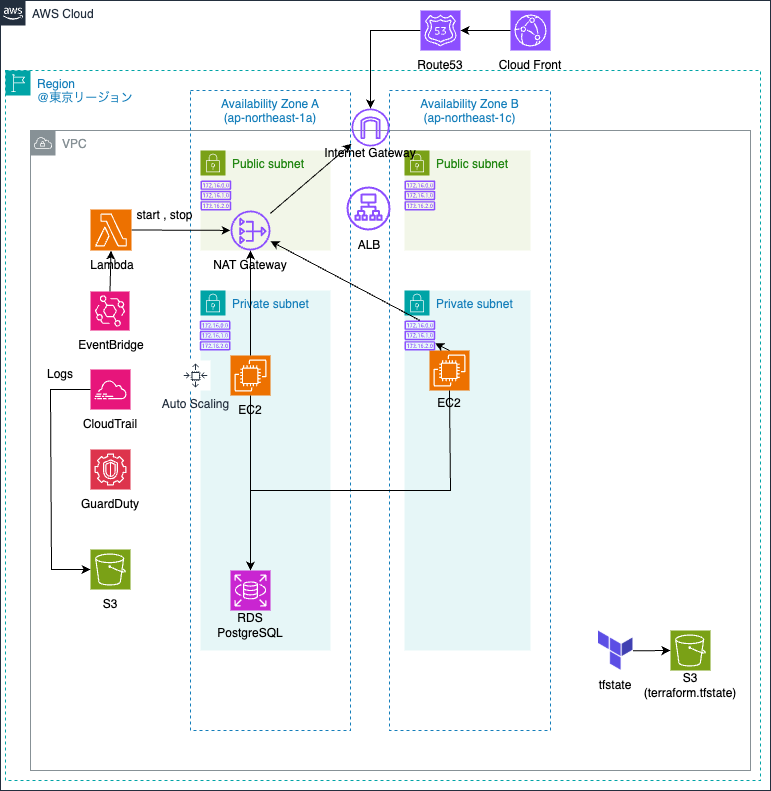 aws
AWS Cloud
53
Route53
Cloud Front
Region
@東京リージョン
Availability Zone A
(ap-northeast-1a)
Availability Zone B
(ap-northeast-1c)
VPC
Internet Gateway
Public subnet
172.16.0.0
172.16.1.0
172.16.2.0
Public subnet
172.16.0.0
172.16.1.0
172.16.2.0
start , stop
Lambda
NAT Gateway
ALB
EventBridge
Private subnet
172.16.0.0
172.16.1.0
172.16.2.0
Private subnet
172.16.0.0
172.16.1.0
172.16.2.0
Logs
CloudTrail
Auto Scaling
EC2
EC2
GuardDuty
S3
RDS
PostgreSQL
tfstate
S3
(terraform.tfstate)